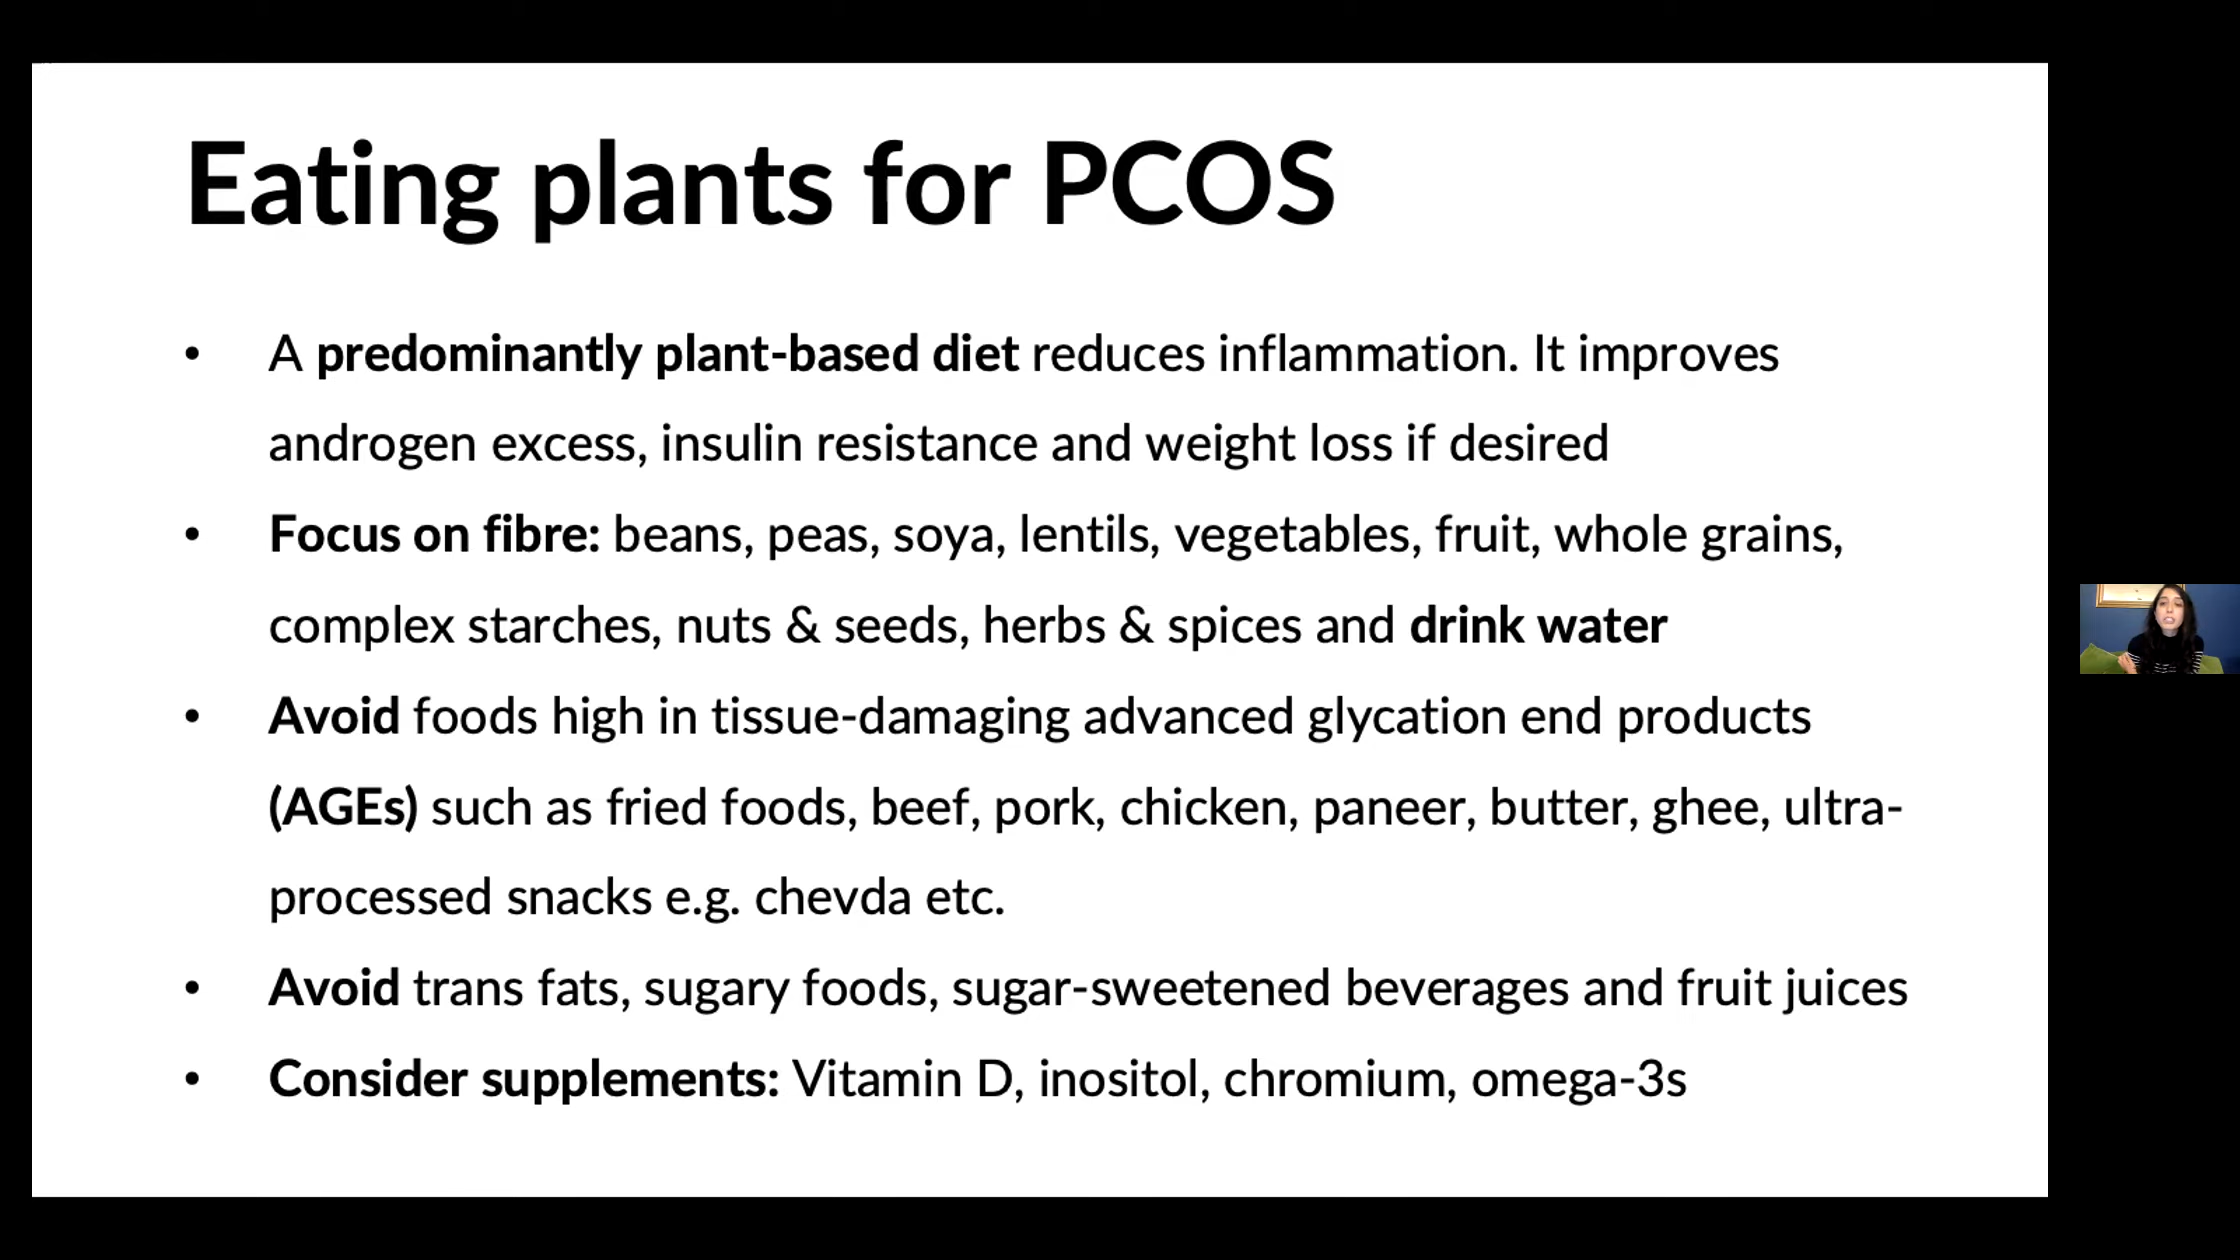 Eating plants for PCOS
• A predominantly plant-based diet reduces inflammation. It improves
androgen excess, insulin resistance and weight loss if desired
• Focus on fibre: beans, peas, soya, lentils, vegetables, fruit, whole grains,
complex starches, nuts & seeds, herbs & spices and drink water
• Avoid foods high in tissue-damaging advanced glycation end products
(AGEs) such as fried foods, beef, pork, chicken, paneer, butter, ghee, ultra-
processed snacks e.g. chevda etc.
• Avoid trans fats, sugary foods, sugar-sweetened beverages and fruit juices
• Consider supplements: Vitamin D, inositol, chromium, omega-3s